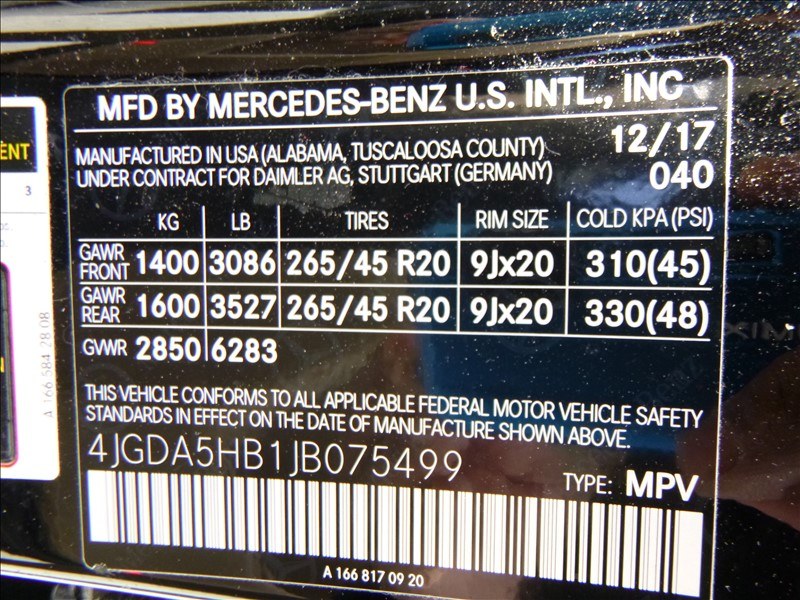 MFD BY MERCEDES-BENZ U.S. INTL., INC
MANUFACTURED IN USA (ALABAMA, TUSCALOOSA COUNTY) 12/17
UNDER CONTRACT FOR DAIMLER AG, STUTTGART (GERMANY) 040
KG LB TIRES RIM SIZE COLD KPA (PSI)
GAWR FRONT 1400 3086 265/45 R20 9Jx20 310(45)
GAWR REAR 1600 3527 265/45 R20 9Jx20 330(48)
GVWR 2850 6283
THIS VEHICLE CONFORMS TO ALL APPLICABLE FEDERAL MOTOR VEHICLE SAFETY
STANDARDS IN EFFECT ON THE DATE OF MANUFACTURE SHOWN ABOVE.
4JGDA5HB1JB075499
TYPE: MPV
A 166 817 09 20
ENT
3
A 166 584 78 08